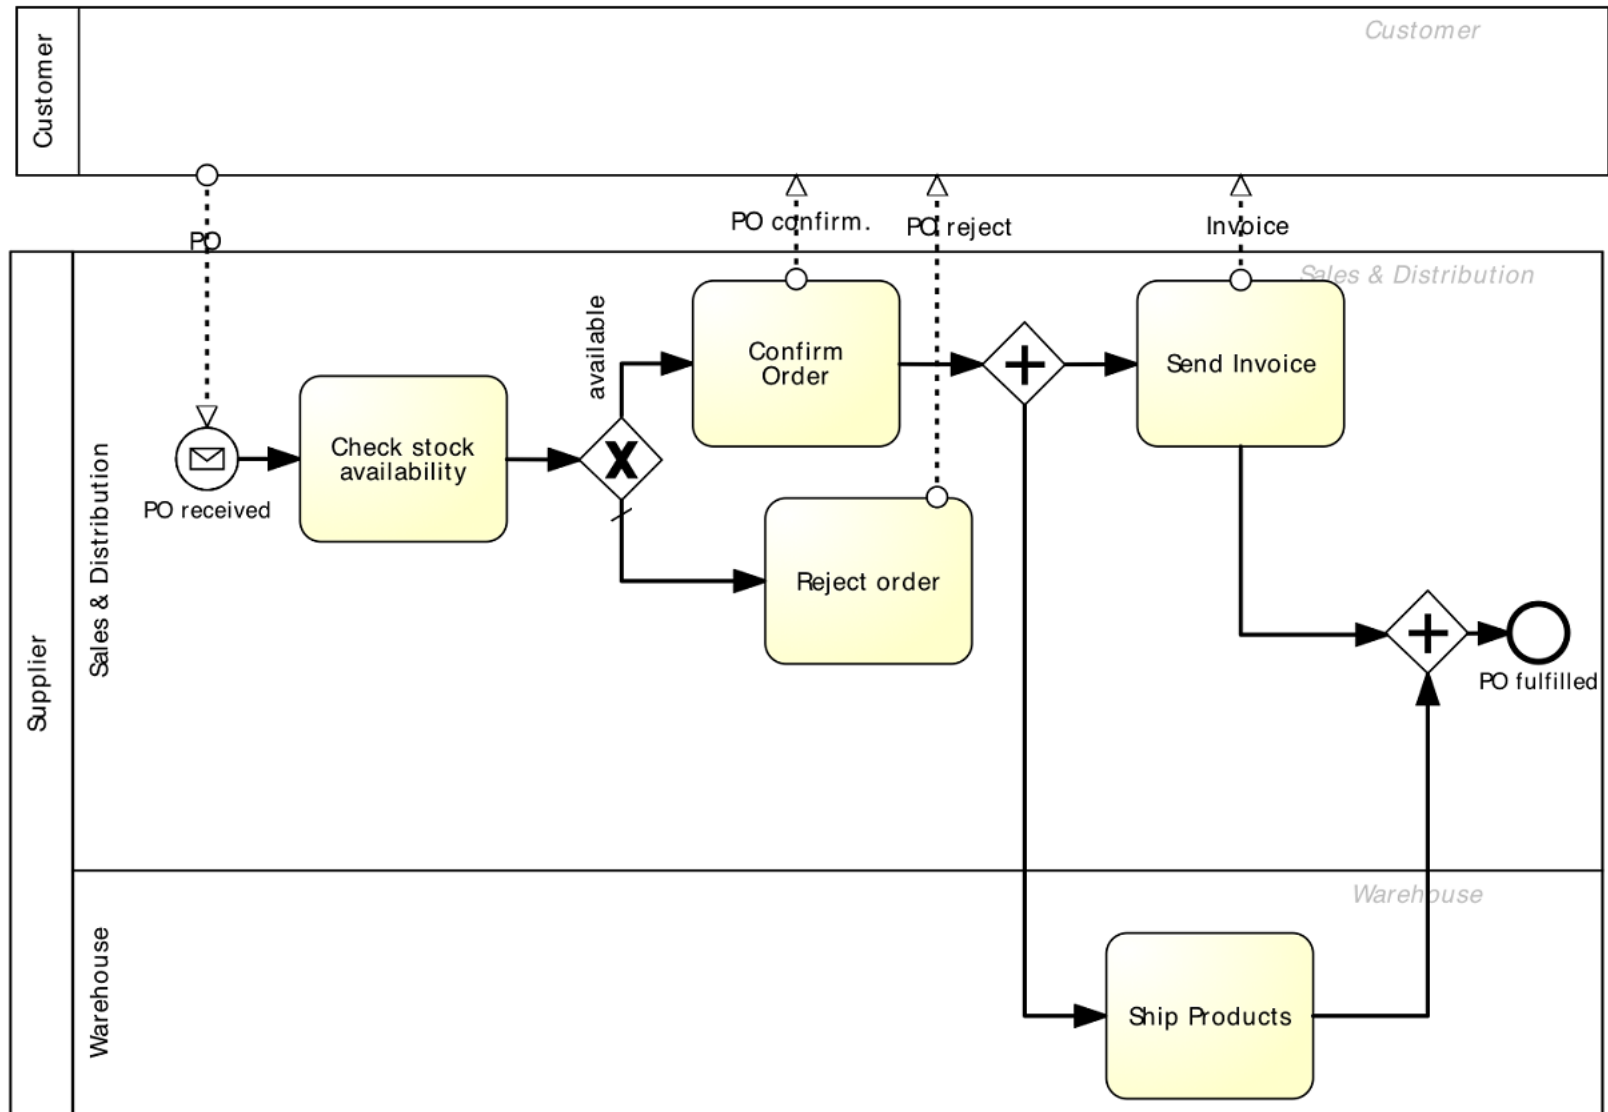 Customer
Customer
PO
PO confirm.
PO reject
Invoice
Supplier
Sales & Distribution
Sales & Distribution
PO received
Check stock
availability
available
Confirm
Order
Reject order
Send Invoice
PO fulfilled
Warehouse
Warehouse
Ship Products